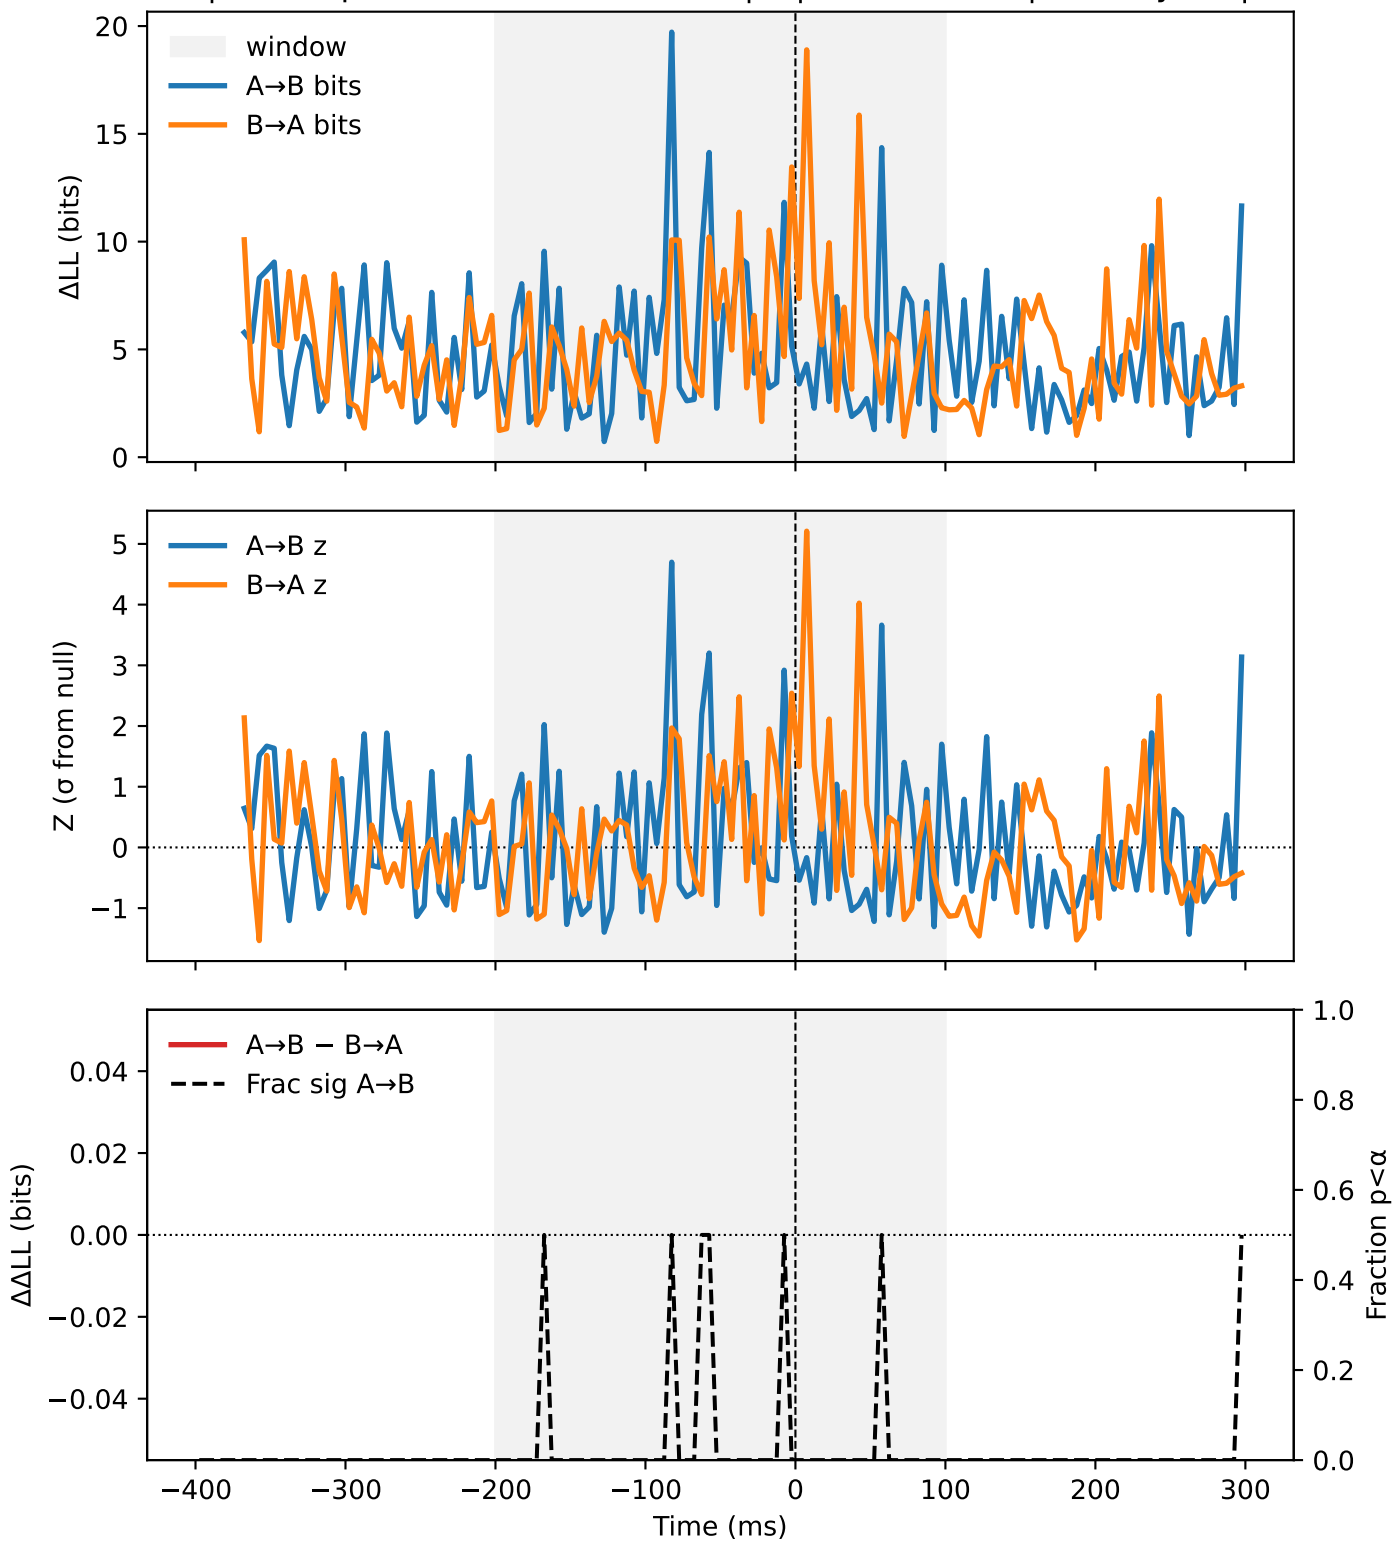 20
15
10
5
0
ΔLL (bits)
window
A→B bits
B→A bits
5
4
3
2
1
0
−1
Z (σ from null)
A→B z
B→A z
0.04
0.02
0.00
−0.02
−0.04
ΔΔLL (bits)
A→B − B→A
Frac sig A→B
1.0
0.8
0.6
0.4
0.2
0.0
Fraction p<α
−400 −300 −200 −100 0 100 200 300
Time (ms)